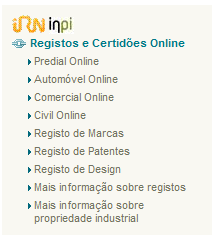 IRN inpi
Registos e Certidões Online
Predial Online
Automóvel Online
Comercial Online
Civil Online
Registo de Marcas
Registo de Patentes
Registo de Design
Mais informação sobre registos
Mais informação sobre
propriedade industrial